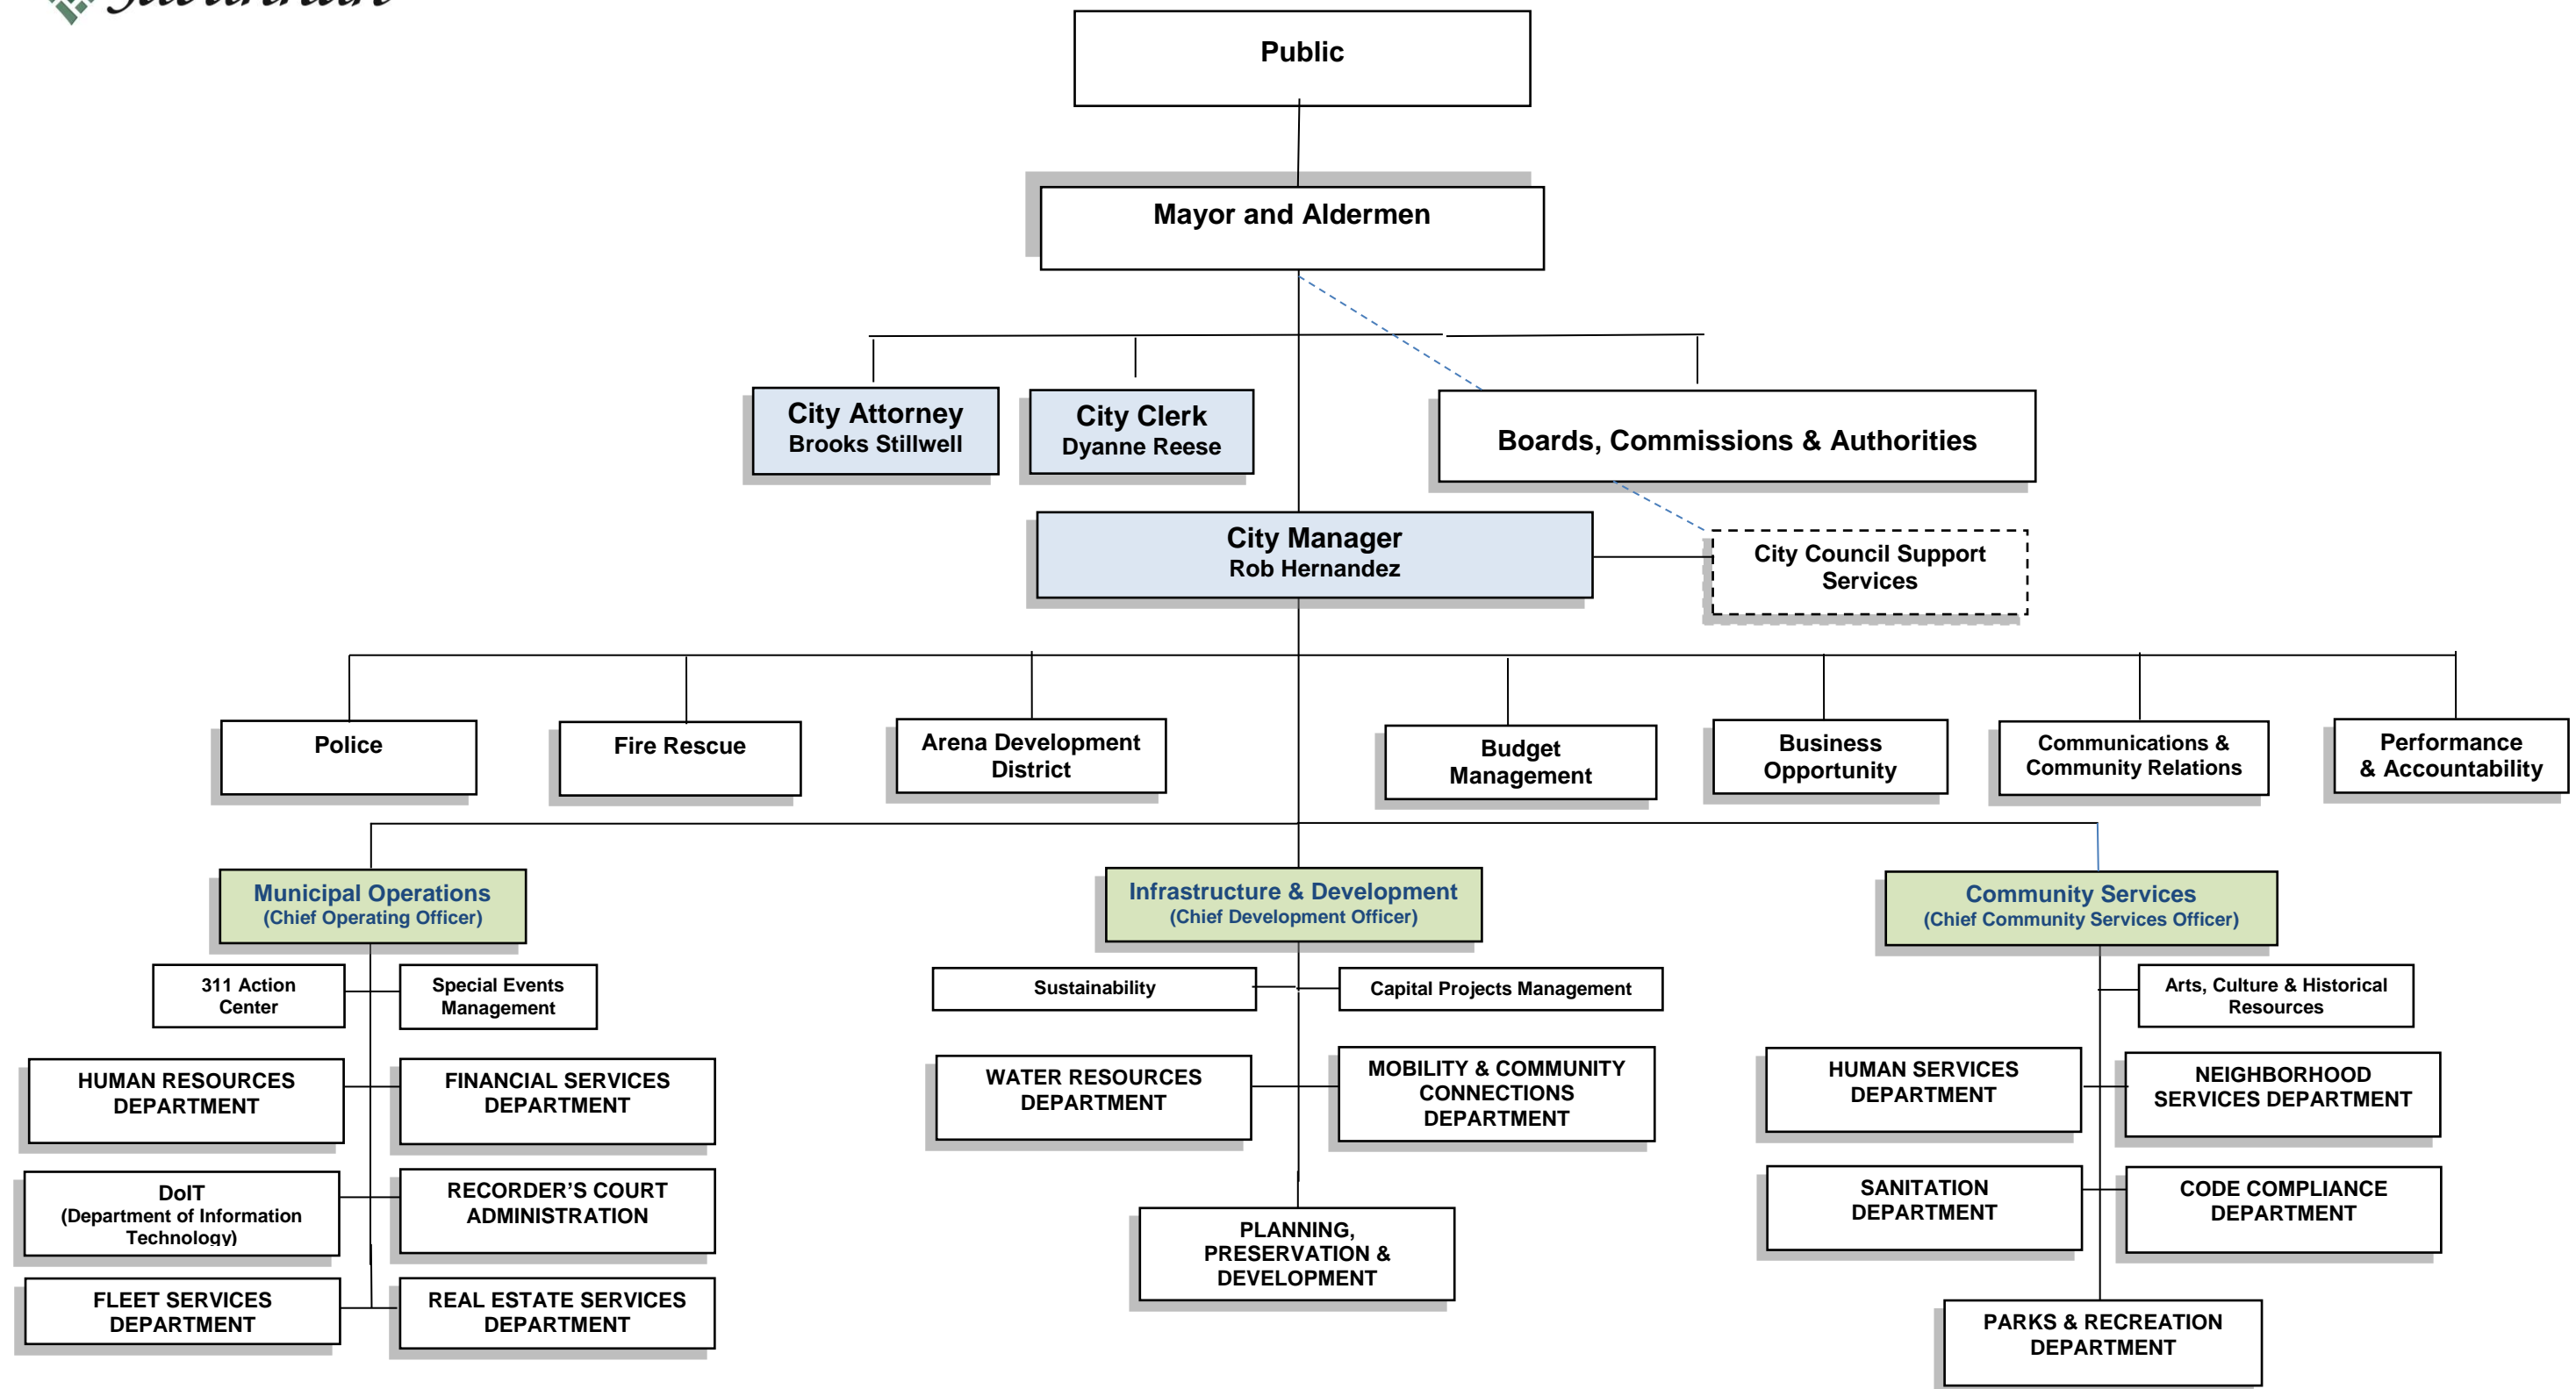 Public
Mayor and Aldermen
City Attorney
Brooks Stillwell
City Clerk
Dyanne Reese
Boards, Commissions & Authorities
City Manager
Rob Hernandez
City Council Support
Services
Police
Fire Rescue
Arena Development
District
Budget
Management
Business
Opportunity
Communications &
Community Relations
Performance
& Accountability
Municipal Operations
(Chief Operating Officer)
Infrastructure & Development
(Chief Development Officer)
Community Services
(Chief Community Services Officer)
311 Action
Center
Special Events
Management
Sustainability
Capital Projects Management
Arts, Culture & Historical
Resources
HUMAN RESOURCES
DEPARTMENT
FINANCIAL SERVICES
DEPARTMENT
WATER RESOURCES
DEPARTMENT
MOBILITY & COMMUNITY
CONNECTIONS
DEPARTMENT
HUMAN SERVICES
DEPARTMENT
NEIGHBORHOOD
SERVICES DEPARTMENT
DoIT
(Department of Information
Technology)
RECORDER’S COURT
ADMINISTRATION
PLANNING,
PRESERVATION &
DEVELOPMENT
SANITATION
DEPARTMENT
CODE COMPLIANCE
DEPARTMENT
FLEET SERVICES
DEPARTMENT
REAL ESTATE SERVICES
DEPARTMENT
PARKS & RECREATION
DEPARTMENT